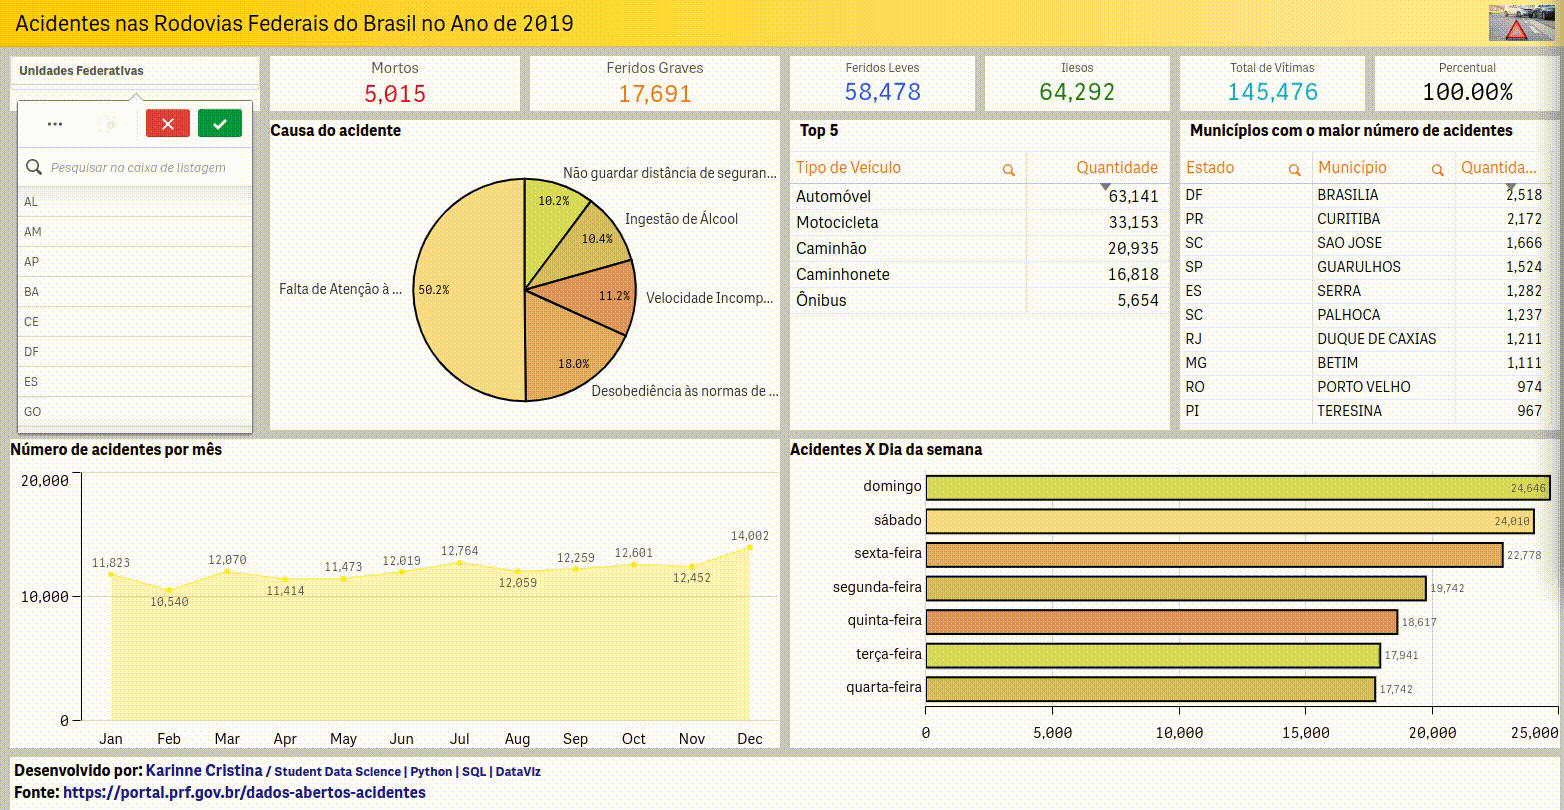 Acidentes nas Rodovias Federais do Brasil no Ano de 2019
Unidades Federativas
Mortos
5,015
Feridos Graves
17,691
Feridos Leves
58,478
Ilesos
64,292
Total de Vítimas
145,476
Percentual
100.00%
Pesquisar na caixa de listagem
AL
AM
AP
BA
CE
DF
ES
GO
Causa do acidente
Não guardar distância de seguran...
10.2%
Ingestão de Álcool
10.4%
Falta de Atenção à ...
50.2%
11.2%
Velocidade Incomp...
18.0%
Desobediência às normas de ...
Top 5
Tipo de Veículo Quantidade
Automóvel 63,141
Motocicleta 33,153
Caminhão 20,935
Caminhonete 16,818
Ônibus 5,654
Municípios com o maior número de acidentes
Estado Município Quantida...
DF BRASILIA 2,518
PR CURITIBA 2,172
SC SAO JOSE 1,666
SP GUARULHOS 1,524
ES SERRA 1,282
SC PALHOCA 1,237
RJ DUQUE DE CAXIAS 1,211
MG BETIM 1,111
RO PORTO VELHO 974
PI TERESINA 967
Número de acidentes por mês
20,000
10,000
0
11,823
10,540
12,070
11,414
11,473
12,019
12,764
12,059
12,259
12,601
12,452
14,002
Jan Feb Mar Apr May Jun Jul Aug Sep Oct Nov Dec
Acidentes X Dia da semana
domingo 24,646
sábado 24,010
sexta-feira 22,778
segunda-feira 19,742
quinta-feira 18,617
terça-feira 17,941
quarta-feira 17,742
0 5,000 10,000 15,000 20,000 25,000
Desenvolvido por: Karinne Cristina / Student Data Science | Python | SQL | DataViz
Fonte: https://portal.prf.gov.br/dados-abertos-acidentes